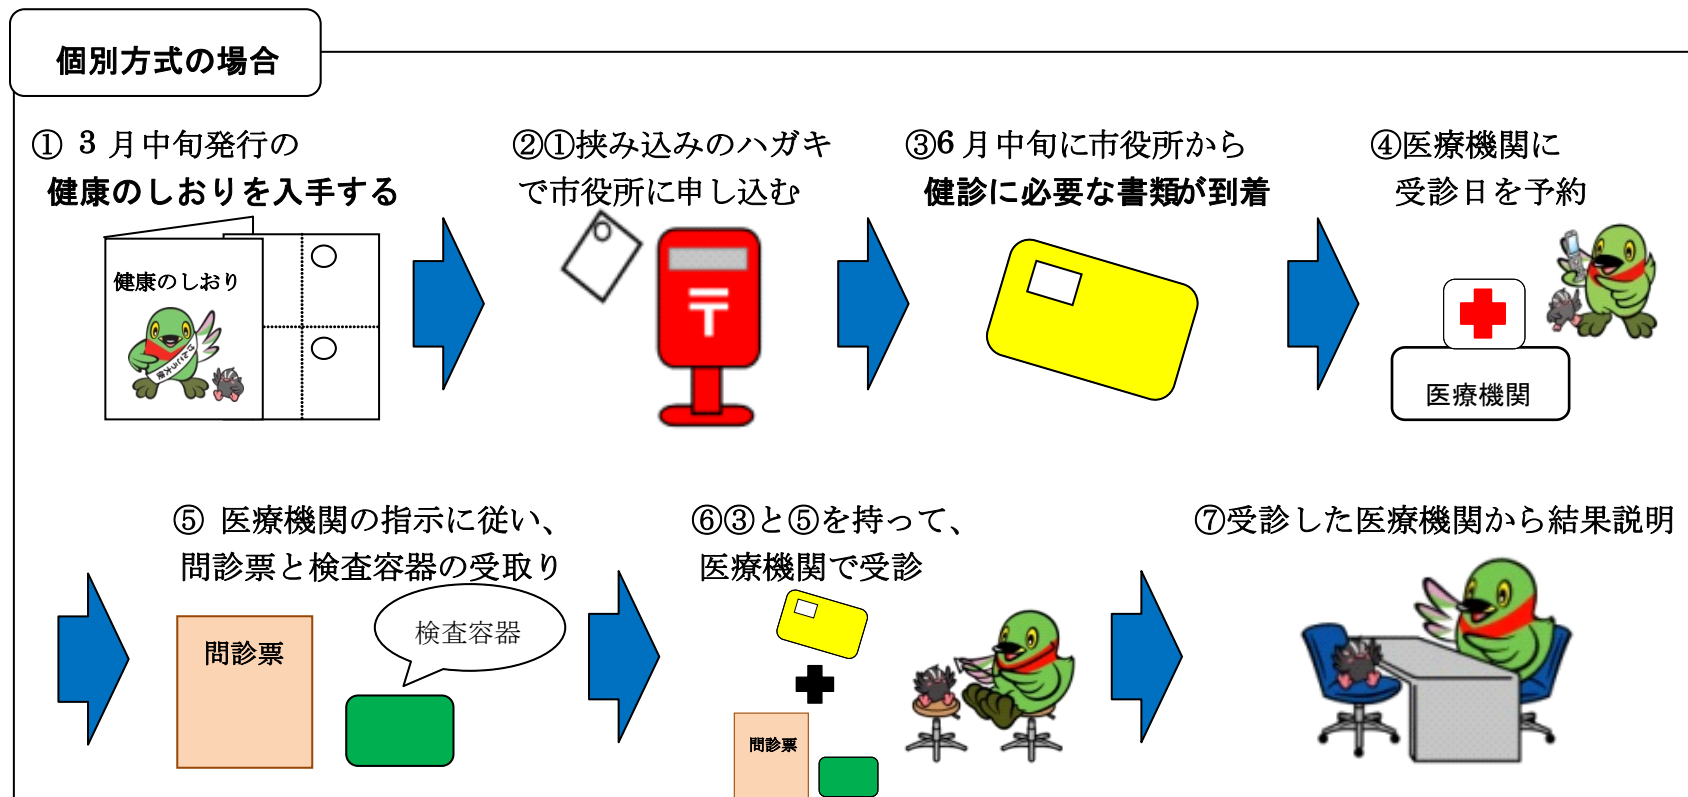 個別方式の場合
① 3 月中旬発行の
健康のしおりを入手する
健康のしおり
②①挟み込みのハガキ
で市役所に申し込む
③6 月中旬に市役所から
健診に必要な書類が到着
④医療機関に
受診日を予約
医療機関
⑤ 医療機関の指示に従い、
問診票と検査容器の受取り
問診票
検査容器
⑥③と⑤を持って、
医療機関で受診
問診票
⑦受診した医療機関から結果説明